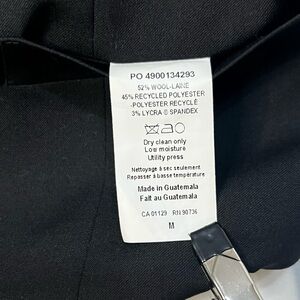 PO 4900134293
52% WOOL-LAINE
45% RECYCLED POLYESTER
-POLYESTER RECYCLÉ
3% LYCRA ® SPANDEX
Dry clean only
Low moisture
Utility press
Nettoyage à sec seulement
Repasser à basse température
Made in Guatemala
Fait au Guatemala
CA 01129 RN 90736
M